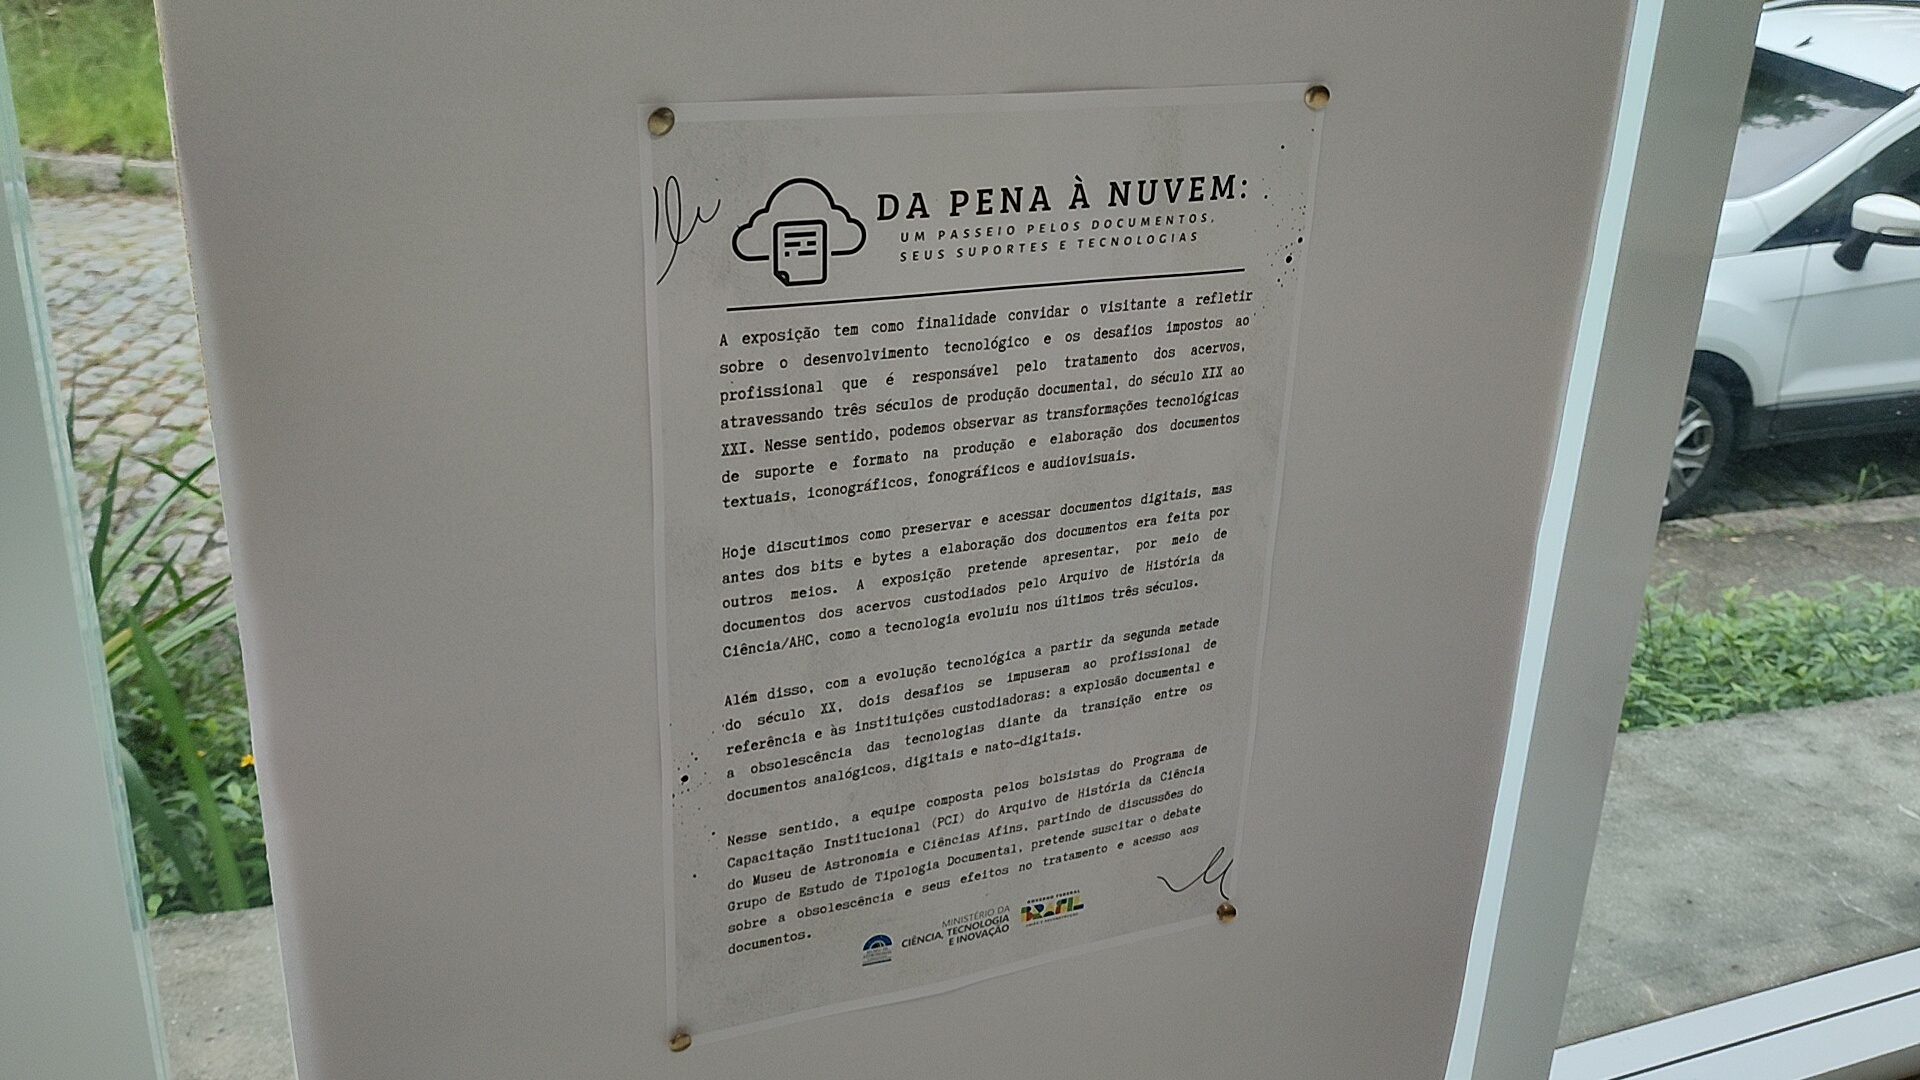 DA PENA À NUVEM:
UM PASSEIO PELOS DOCUMENTOS,
SEUS SUPORTES E TECNOLOGIAS
A exposição tem como finalidade convidar o visitante a refletir
sobre o desenvolvimento tecnológico e os desafios impostos ao
profissional que é responsável pelo tratamento dos acervos,
atravessando três séculos de produção documental, do século XIX ao
XXI. Nesse sentido, podemos observar as transformações tecnológicas
de suporte e formato na produção e elaboração dos documentos
textuais, iconográficos, fonográficos e audiovisuais.
Hoje discutimos como preservar e acessar documentos digitais, mas
antes dos bits e bytes a elaboração dos documentos era feita por
outros meios. A exposição pretende apresentar, por meio de
documentos dos acervos custodiados pelo Arquivo de História da
Ciência/AHC, como a tecnologia evoluiu nos últimos três séculos.
Além disso, com a evolução tecnológica a partir da segunda metade
do século XX, dois desafios se impuseram ao profissional de
referência e às instituições custodiadoras: a explosão documental e
a obsolescência das tecnologias diante da transição entre os
documentos analógicos, digitais e nato-digitais.
Nesse sentido, a equipe composta pelos bolsistas do Programa de
Capacitação Institucional (PCI) do Arquivo de História da Ciência
do Museu de Astronomia e Ciências Afins, partindo de discussões do
Grupo de Estudo de Tipologia Documental, pretende suscitar o debate
sobre a obsolescência e seus efeitos no tratamento e acesso aos
documentos.
MINISTÉRIO DA
CIÊNCIA, TECNOLOGIA
E INOVAÇÃO
GOVERNO FEDERAL
BRASIL